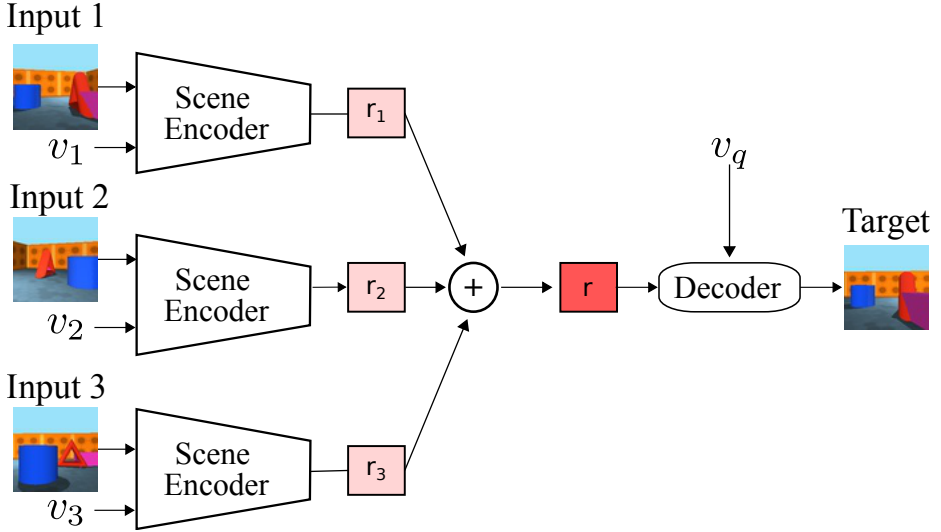 Input 1
Scene
Encoder
v₁
r₁
Input 2
Scene
Encoder
v₂
r₂
+
r
v_q
Decoder
Target
Input 3
Scene
Encoder
v₃
r₃